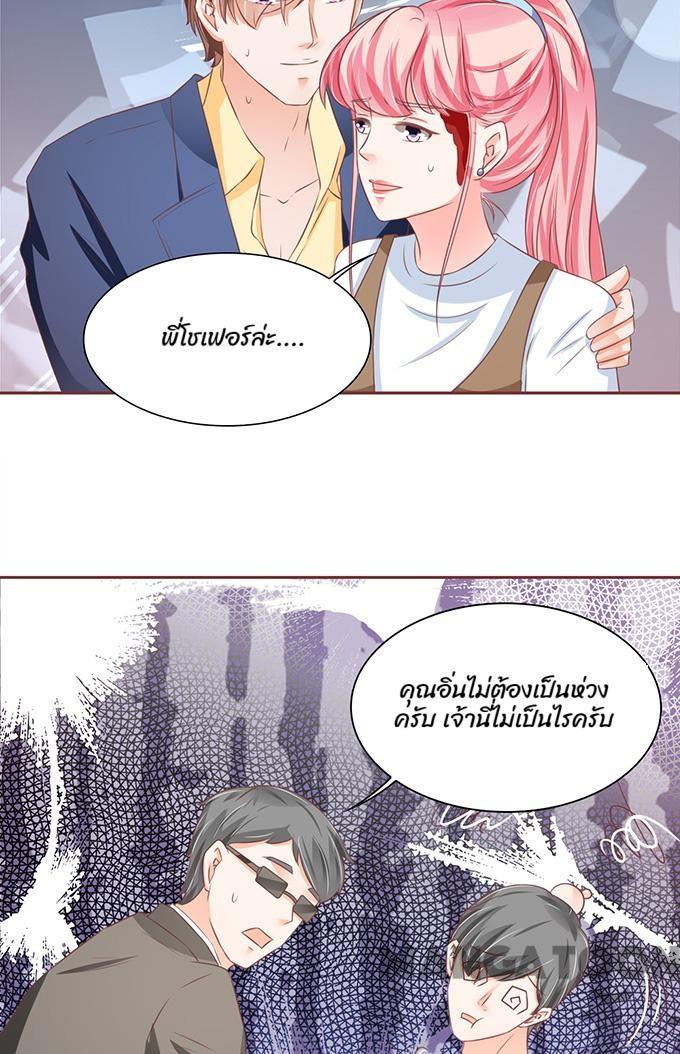 พี่โชเฟอร์ล่ะ....
คุณอิ่นไม่ต้องเป็นห่วง
ครับ เจ้านี่ไม่เป็นไรครับ
MANGATOON